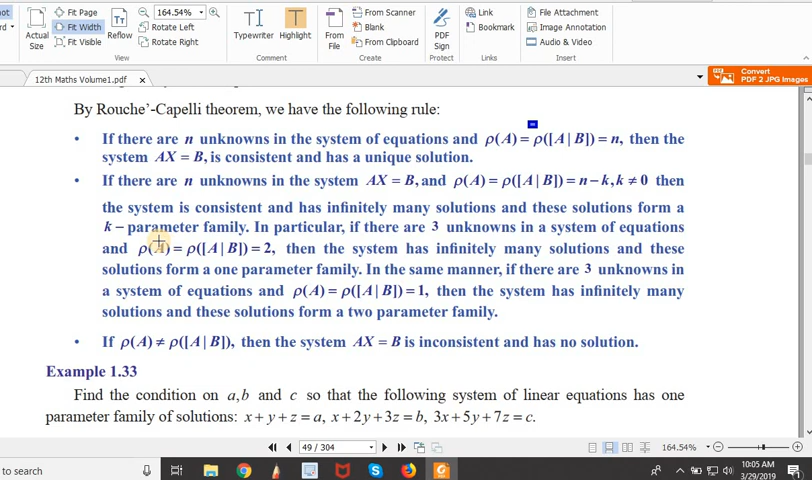 164.54%
Fit Page
Fit Width
Fit Visible
Actual Size
Reflow
Rotate Left
Rotate Right
Typewriter
Highlight
Comment
From File
From Scanner
Blank
From Clipboard
Create
PDF Sign
Protect
Link
Bookmark
Links
File Attachment
Image Annotation
Audio & Video
Insert
12th Maths Volume1.pdf
Convert
PDF 2 JPG Images
By Rouche'-Capelli theorem, we have the following rule:
• If there are n unknowns in the system of equations and ρ(A) = ρ([A | B]) = n, then the
system AX = B, is consistent and has a unique solution.
• If there are n unknowns in the system AX = B, and ρ(A) = ρ([A | B]) = n − k, k ≠ 0 then
the system is consistent and has infinitely many solutions and these solutions form a
k − parameter family. In particular, if there are 3 unknowns in a system of equations
and ρ(A) = ρ([A | B]) = 2, then the system has infinitely many solutions and these
solutions form a one parameter family. In the same manner, if there are 3 unknowns in
a system of equations and ρ(A) = ρ([A | B]) = 1, then the system has infinitely many
solutions and these solutions form a two parameter family.
• If ρ(A) ≠ ρ([A | B]), then the system AX = B is inconsistent and has no solution.
Example 1.33
Find the condition on a, b and c so that the following system of linear equations has one
parameter family of solutions: x + y + z = a, x + 2y + 3z = b, 3x + 5y + 7z = c.
49 / 304
164.54%
to search
10:05 AM
3/29/2019